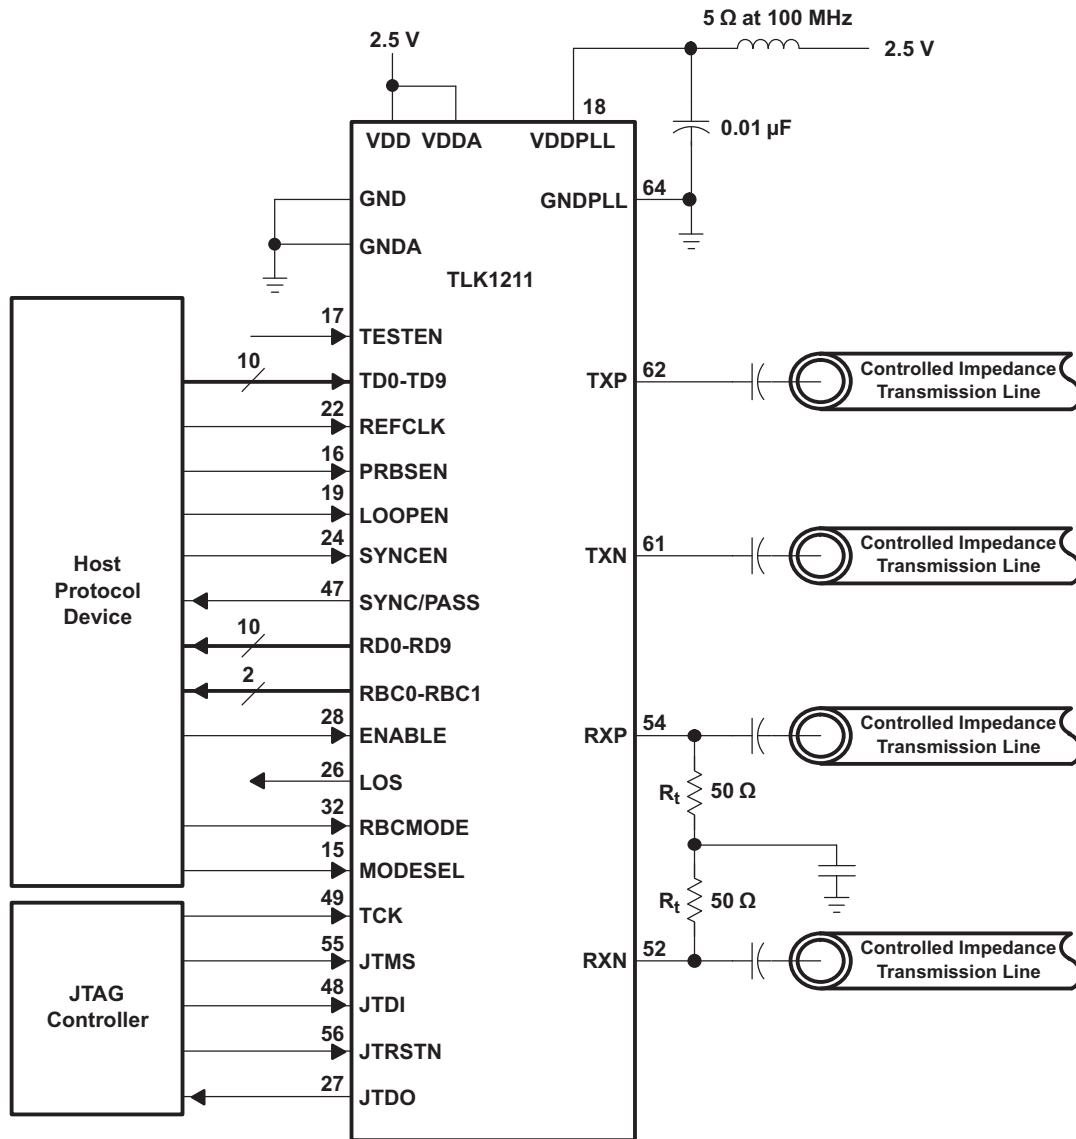 5 Ω at 100 MHz
2.5 V
2.5 V
18
0.01 µF
VDD VDDA VDDPLL
GND
GNDPLL
64
GNDA
TLK1211
17
TESTEN
10
TD0-TD9
TXP
62
Controlled Impedance
Transmission Line
22
REFCLK
16
PRBSEN
19
LOOPEN
24
SYNCEN
TXN
61
Controlled Impedance
Transmission Line
Host
Protocol
Device
47
SYNC/PASS
10
RD0-RD9
2
RBC0-RBC1
28
ENABLE
RXP
54
Controlled Impedance
Transmission Line
26
LOS
Rt
50 Ω
32
RBCMODE
15
MODESEL
Rt
50 Ω
49
TCK
55
JTMS
RXN
52
Controlled Impedance
Transmission Line
JTAG
Controller
48
JTDI
56
JTRSTN
27
JTDO